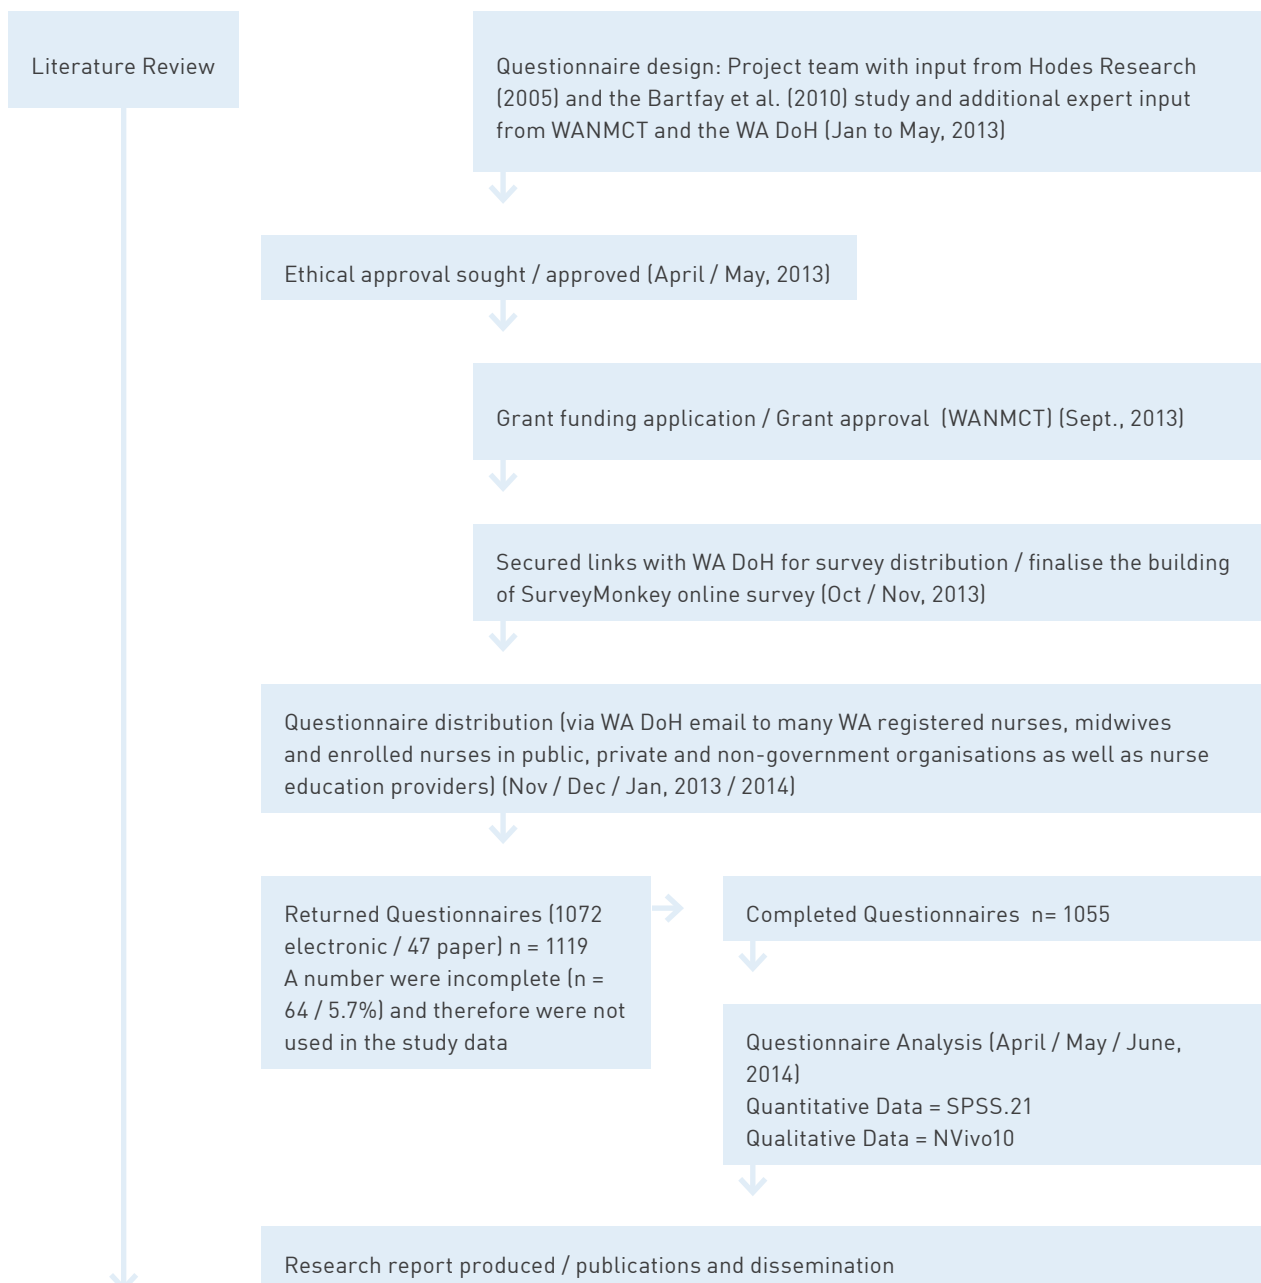 Literature Review
Questionnaire design: Project team with input from Hodes Research
(2005) and the Bartfay et al. (2010) study and additional expert input
from WANMCT and the WA DoH (Jan to May, 2013)
Ethical approval sought / approved (April / May, 2013)
Grant funding application / Grant approval  (WANMCT) (Sept., 2013)
Secured links with WA DoH for survey distribution / finalise the building
of SurveyMonkey online survey (Oct / Nov, 2013)
Questionnaire distribution (via WA DoH email to many WA registered nurses, midwives
and enrolled nurses in public, private and non-government organisations as well as nurse
education providers) (Nov / Dec / Jan, 2013 / 2014)
Returned Questionnaires (1072
electronic / 47 paper) n = 1119
A number were incomplete (n =
64 / 5.7%) and therefore were not
used in the study data
Completed Questionnaires  n= 1055
Questionnaire Analysis (April / May / June,
2014)
Quantitative Data = SPSS.21
Qualitative Data = NVivo10
Research report produced / publications and dissemination